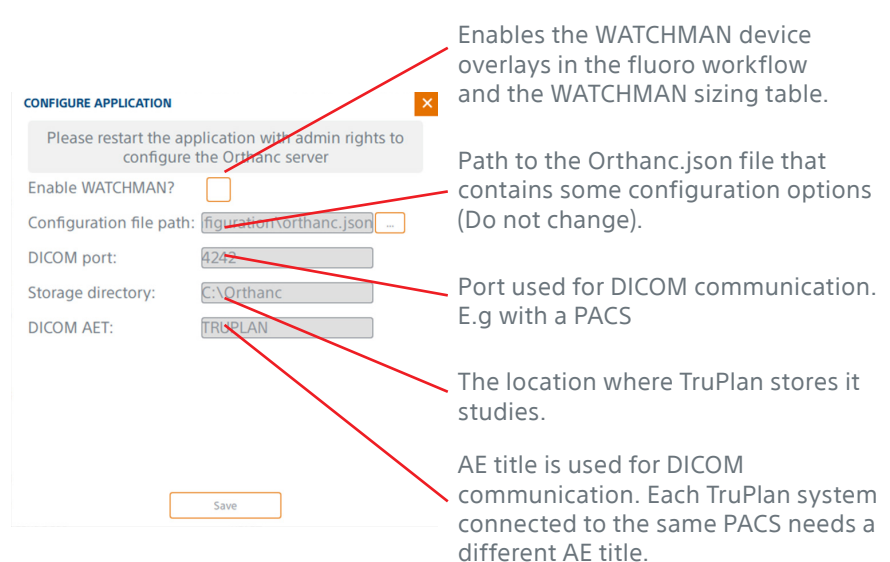 CONFIGURE APPLICATION
Please restart the application with admin rights to
configure the Orthanc server
Enable WATCHMAN?
Configuration file path: figuration\orthanc.json ...
DICOM port: 4242
Storage directory: C:\Orthanc
DICOM AET: TRUPLAN
Save
Enables the WATCHMAN device
overlays in the fluoro workflow
and the WATCHMAN sizing table.
Path to the Orthanc.json file that
contains some configuration options
(Do not change).
Port used for DICOM communication.
E.g with a PACS
The location where TruPlan stores it
studies.
AE title is used for DICOM
communication. Each TruPlan system
connected to the same PACS needs a
different AE title.